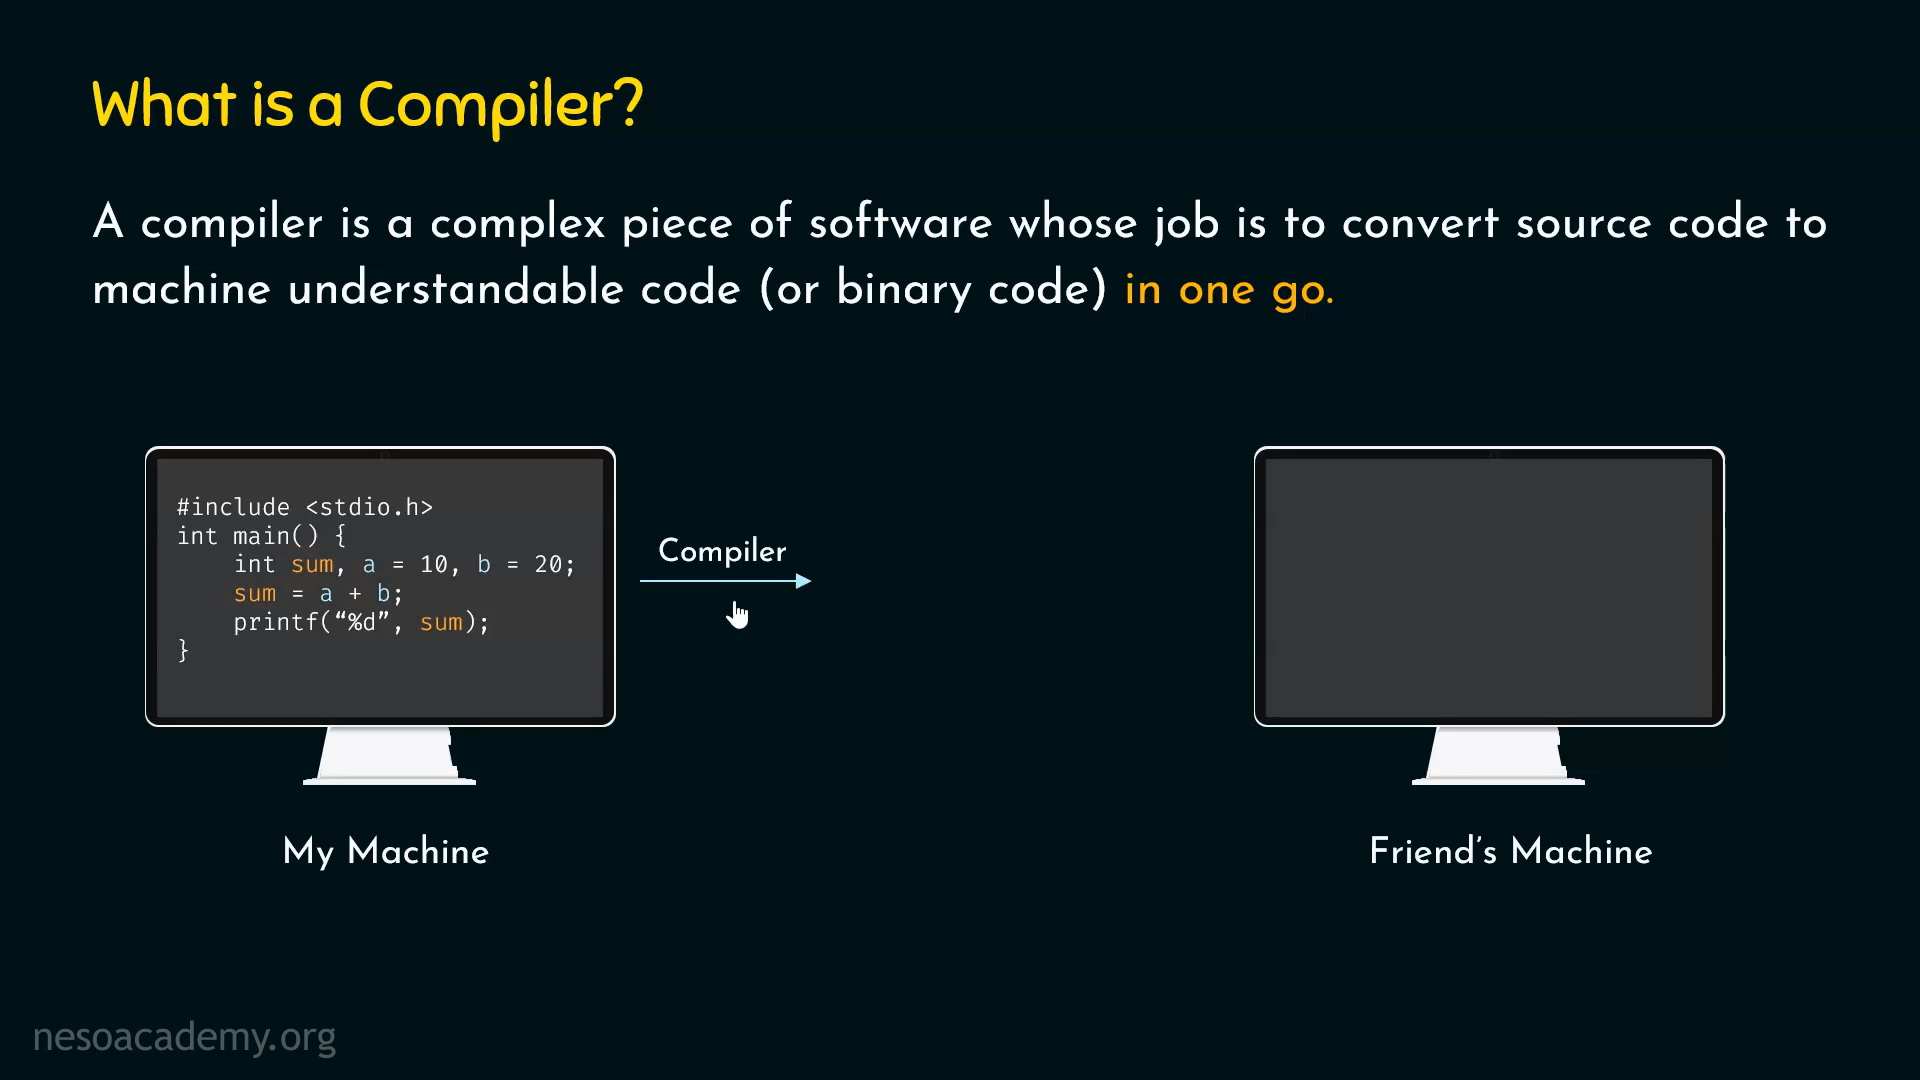 What is a Compiler?
A compiler is a complex piece of software whose job is to convert source code to
machine understandable code (or binary code) in one go.
#include <stdio.h>
int main() {
    int sum, a = 10, b = 20;
    sum = a + b;
    printf(“%d”, sum);
}
Compiler
My Machine
Friend’s Machine
nesoacademy.org